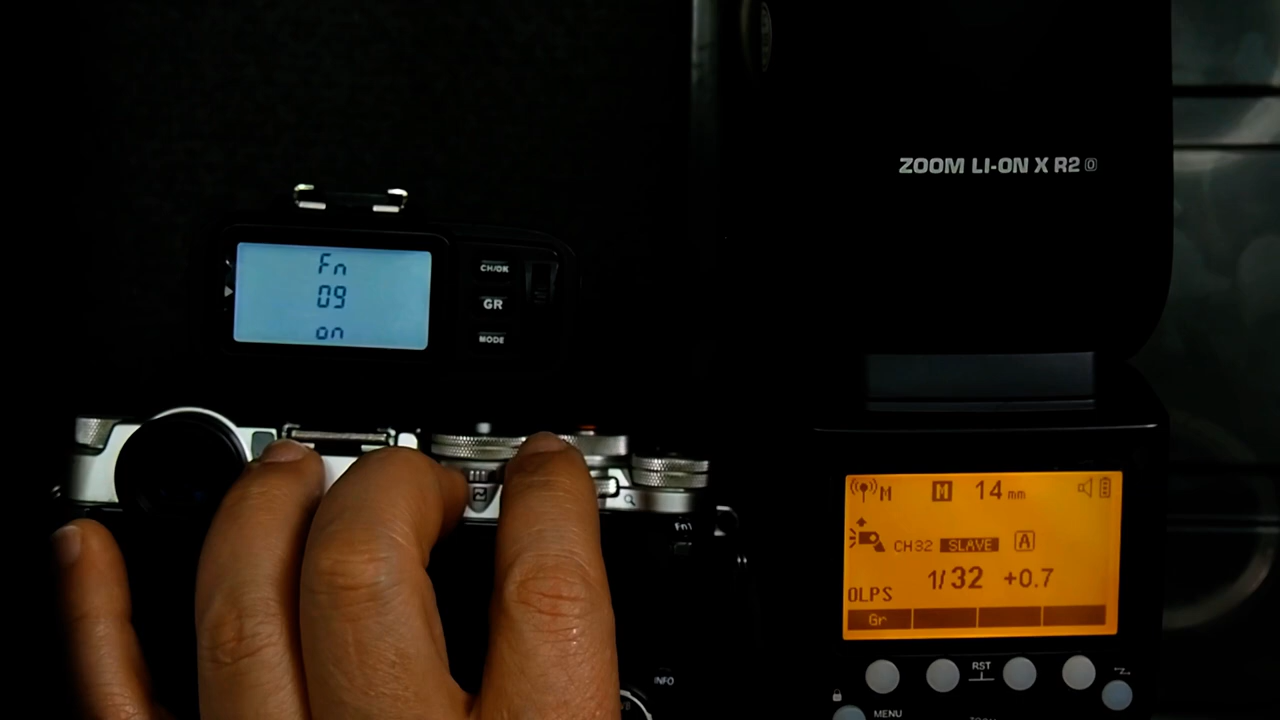 ZOOM LI-ON X R2 O
Fn
09
on
CH/OK
GR
MODE
Fn1
INFO
M M 14 mm
CH32 SLAVE A
1/32 +0.7
OLPS
Gr
RST
MENU